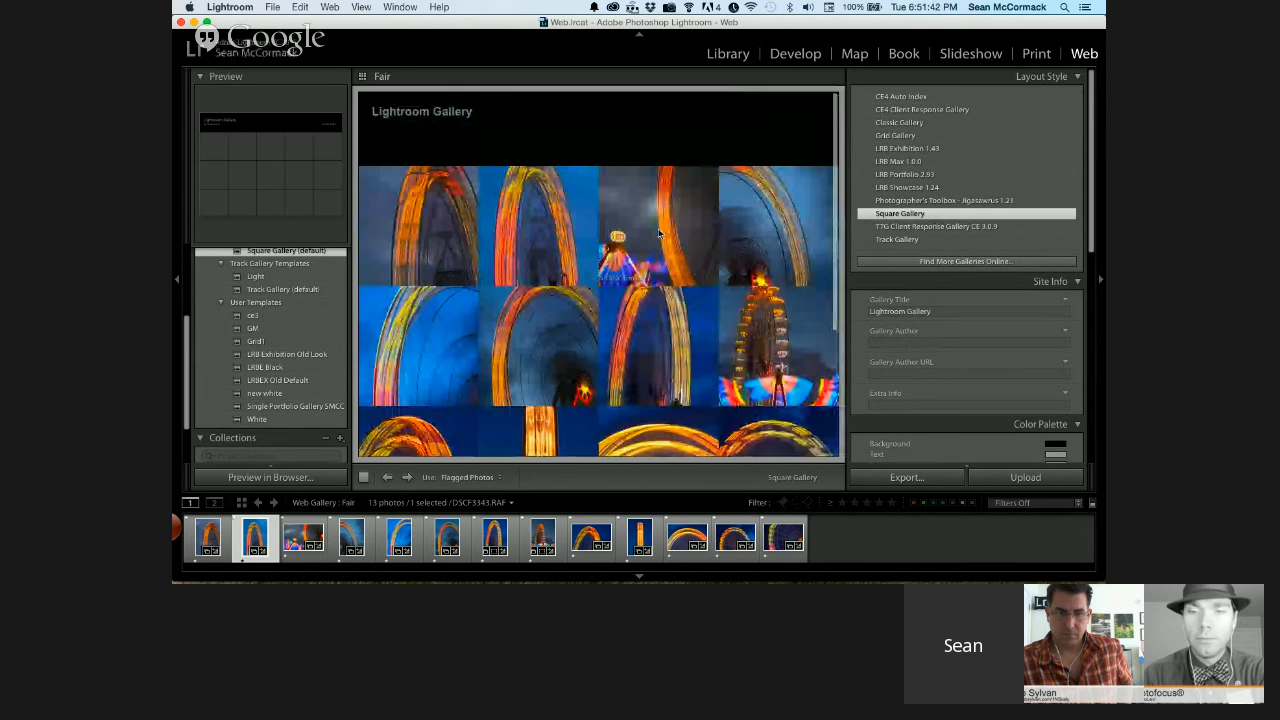 Lightroom File Edit Web View Window Help
4 100% Tue 6:51:42 PM Sean McCormack
Web.lrcat - Adobe Photoshop Lightroom - Web
Google
Sean McCormack
Library | Develop | Map | Book | Slideshow | Print | Web
Preview
Fair
Layout Style
Lightroom Gallery
CE4 Auto Index
CE4 Client Response Gallery
Classic Gallery
Grid Gallery
LRB Exhibition 1.43
LRB Max 1.0.0
LRB Portfolio 2.93
LRB Showcase 1.24
Photographer's Toolbox - Jigasawrus 1.21
Square Gallery
TTG Client Response Gallery CE 3.0.9
Track Gallery
Find More Galleries Online...
Square Gallery (default)
Track Gallery Templates
Light
Track Gallery (default)
User Templates
ce3
GM
Grid1
LRB Exhibition Old Look
LRBE Black
LRBEX Old Default
new white
Single Portfolio Gallery SMCC
White
Collections
Preview in Browser...
Site Info
Gallery Title
Lightroom Gallery
Gallery Author
Gallery Author URL
Extra Info
Color Palette
Background
Text
Use: Flagged Photos
Square Gallery
Export...
Upload
1 2
Web Gallery : Fair
13 photos / 1 selected / DSCF3343.RAF
Filter :
Filters Off
Sean
Sylvan
otofocus®